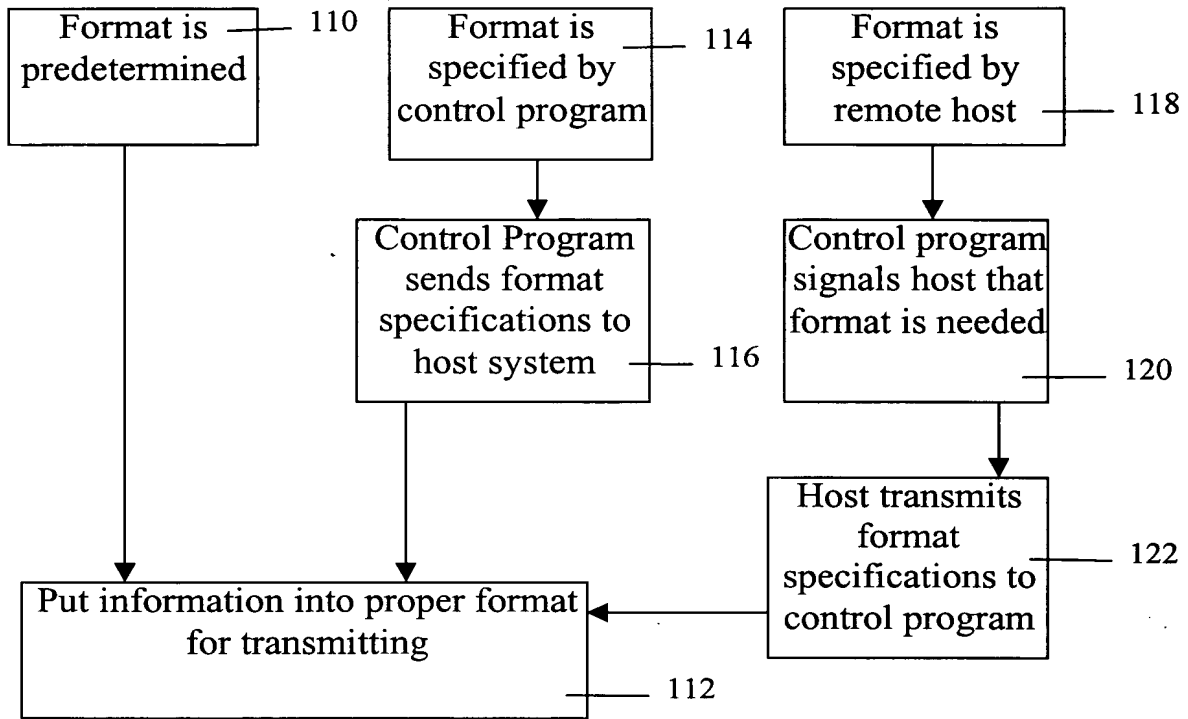 Format is
predetermined
110
Format is
specified by
control program
114
Format is
specified by
remote host
118
Control Program
sends format
specifications to
host system
116
Control program
signals host that
format is needed
120
Host transmits
format
specifications to
control program
122
Put information into proper format
for transmitting
112